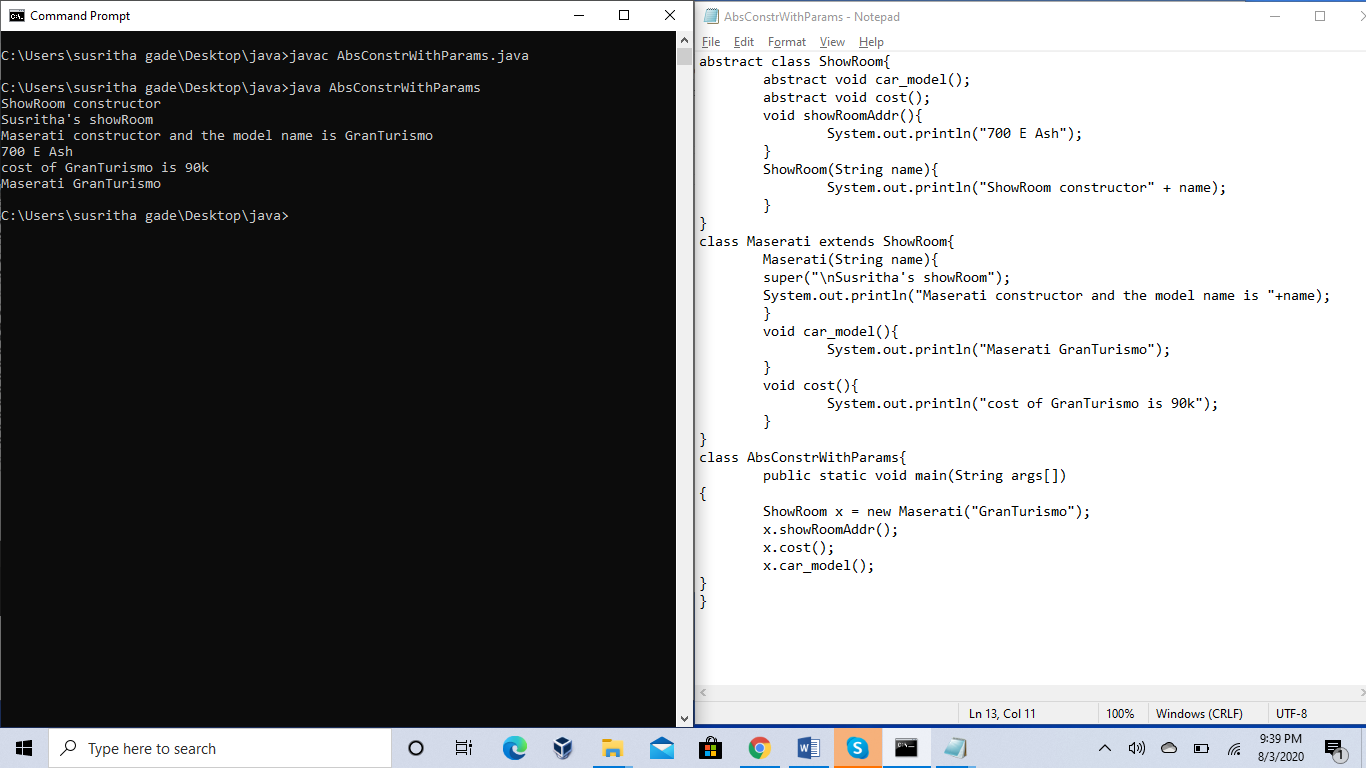 Command Prompt
C:\Users\susritha gade\Desktop\java>javac AbsConstrWithParams.java
C:\Users\susritha gade\Desktop\java>java AbsConstrWithParams
ShowRoom constructor
Susritha's showRoom
Maserati constructor and the model name is GranTurismo
700 E Ash
cost of GranTurismo is 90k
Maserati GranTurismo
C:\Users\susritha gade\Desktop\java>
AbsConstrWithParams - Notepad
File Edit Format View Help
abstract class ShowRoom{
        abstract void car_model();
        abstract void cost();
        void showRoomAddr(){
                System.out.println("700 E Ash");
        }
        ShowRoom(String name){
                System.out.println("ShowRoom constructor" + name);
        }
}
class Maserati extends ShowRoom{
        Maserati(String name){
        super("\nSusritha's showRoom");
        System.out.println("Maserati constructor and the model name is "+name);
        }
        void car_model(){
                System.out.println("Maserati GranTurismo");
        }
        void cost(){
                System.out.println("cost of GranTurismo is 90k");
        }
}
class AbsConstrWithParams{
        public static void main(String args[])
{
        ShowRoom x = new Maserati("GranTurismo");
        x.showRoomAddr();
        x.cost();
        x.car_model();
}
}
Ln 13, Col 11 100% Windows (CRLF) UTF-8
Type here to search
9:39 PM
8/3/2020
1